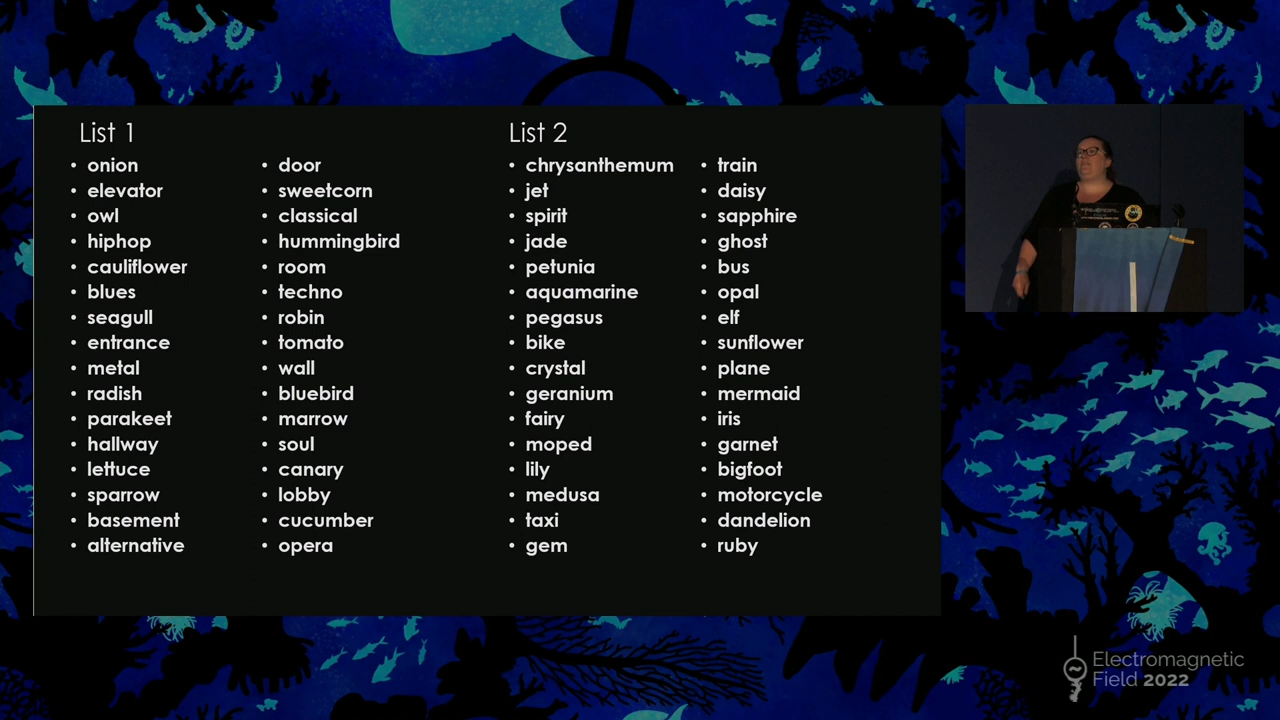 List 1
onion
elevator
owl
hiphop
cauliflower
blues
seagull
entrance
metal
radish
parakeet
hallway
lettuce
sparrow
basement
alternative
door
sweetcorn
classical
hummingbird
room
techno
robin
tomato
wall
bluebird
marrow
soul
canary
lobby
cucumber
opera
List 2
chrysanthemum
jet
spirit
jade
petunia
aquamarine
pegasus
bike
crystal
geranium
fairy
moped
lily
medusa
taxi
gem
train
daisy
sapphire
ghost
bus
opal
elf
sunflower
plane
mermaid
iris
garnet
bigfoot
motorcycle
dandelion
ruby
Electromagnetic
Field 2022